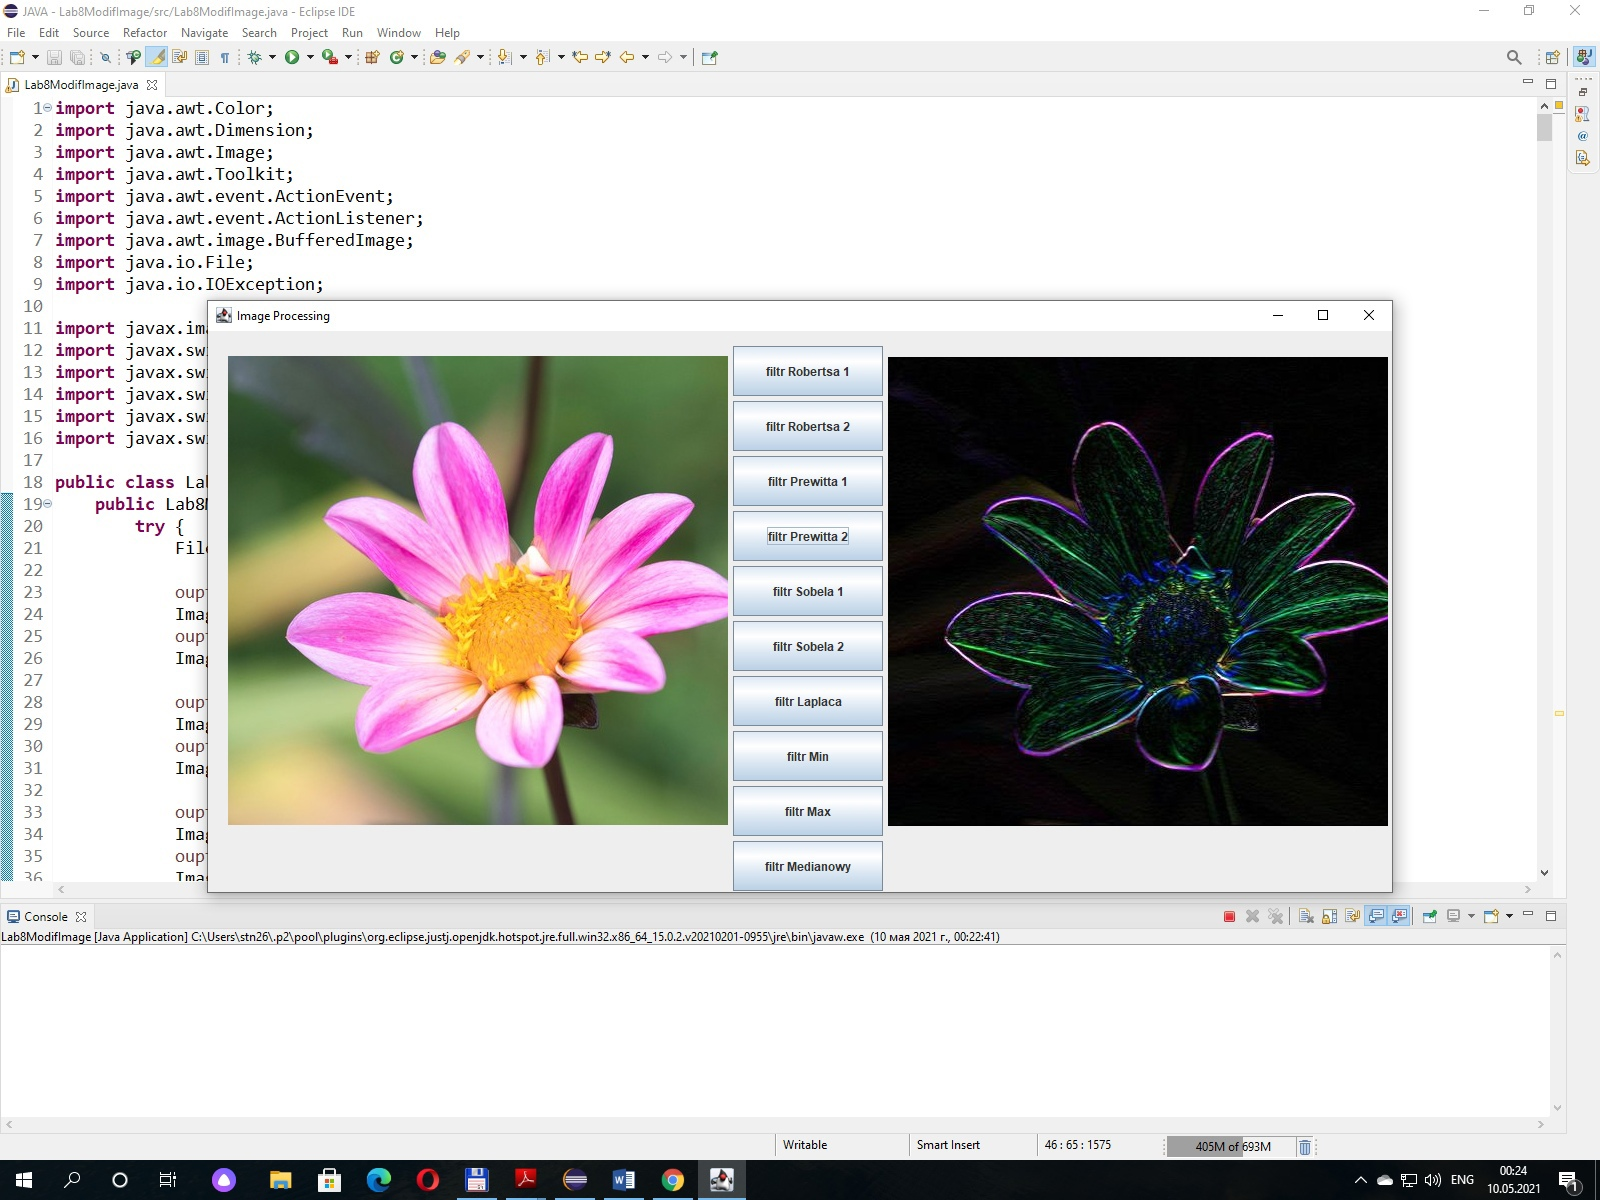 JAVA - Lab8ModifImage/src/Lab8ModifImage.java - Eclipse IDE
File Edit Source Refactor Navigate Search Project Run Window Help
Lab8ModifImage.java
1 import java.awt.Color;
2 import java.awt.Dimension;
3 import java.awt.Image;
4 import java.awt.Toolkit;
5 import java.awt.event.ActionEvent;
6 import java.awt.event.ActionListener;
7 import java.awt.image.BufferedImage;
8 import java.io.File;
9 import java.io.IOException;
10
11 import javax.ima
12 import javax.sw
13 import javax.sw
14 import javax.sw
15 import javax.sw
16 import javax.sw
17
18 public class La
19 public Lab8M
20 try {
21 File
22
23 oup
24 Ima
25 oup
26 Ima
27
28 oup
29 Ima
30 oup
31 Ima
32
33 oup
34 Ima
35 oup
36 Ima
Image Processing
filtr Robertsa 1
filtr Robertsa 2
filtr Prewitta 1
filtr Prewitta 2
filtr Sobela 1
filtr Sobela 2
filtr Laplaca
filtr Min
filtr Max
filtr Medianowy
Console
Lab8ModifImage [Java Application] C:\Users\stn26\.p2\pool\plugins\org.eclipse.justj.openjdk.hotspot.jre.full.win32.x86_64_15.0.2.v20210201-0955\jre\bin\javaw.exe (10 мая 2021 г., 00:22:41)
Writable Smart Insert 46 : 65 : 1575 405M of 693M
ENG
00:24
10.05.2021
1